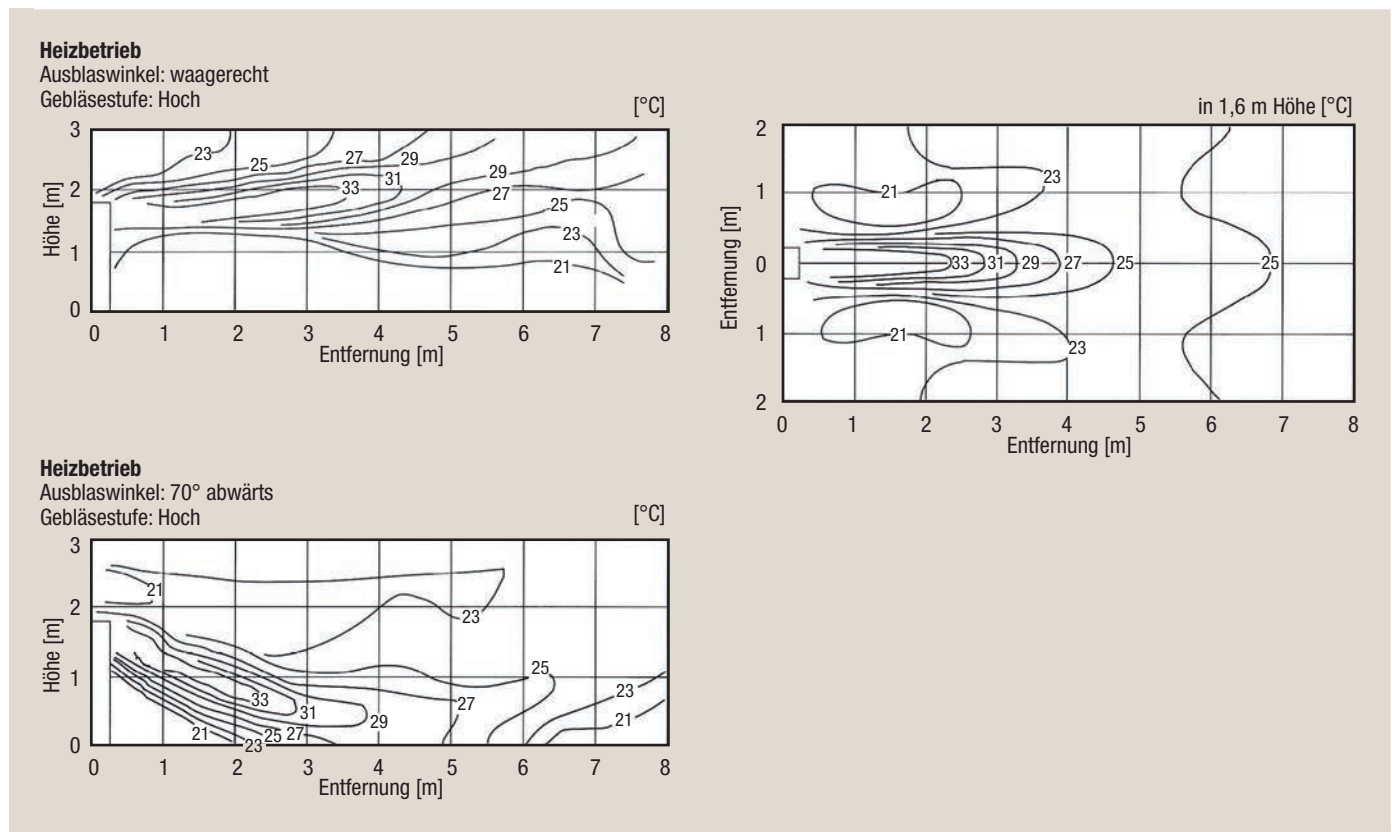 Heizbetrieb
Ausblaswinkel: waagerecht
Gebläsestufe: Hoch
[°C]
3
2
1
0
Höhe [m]
23
25
27
29
31
33
29
27
25
23
21
0 1 2 3 4 5 6 7 8
Entfernung [m]
in 1,6 m Höhe [°C]
2
1
0
1
2
Entfernung [m]
23
21
33 31 29 27 25 25
21
23
0 1 2 3 4 5 6 7 8
Entfernung [m]
Heizbetrieb
Ausblaswinkel: 70° abwärts
Gebläsestufe: Hoch
[°C]
3
2
1
0
Höhe [m]
21
23
25
27
23
21
33
31
29
21
23
25
27
0 1 2 3 4 5 6 7 8
Entfernung [m]